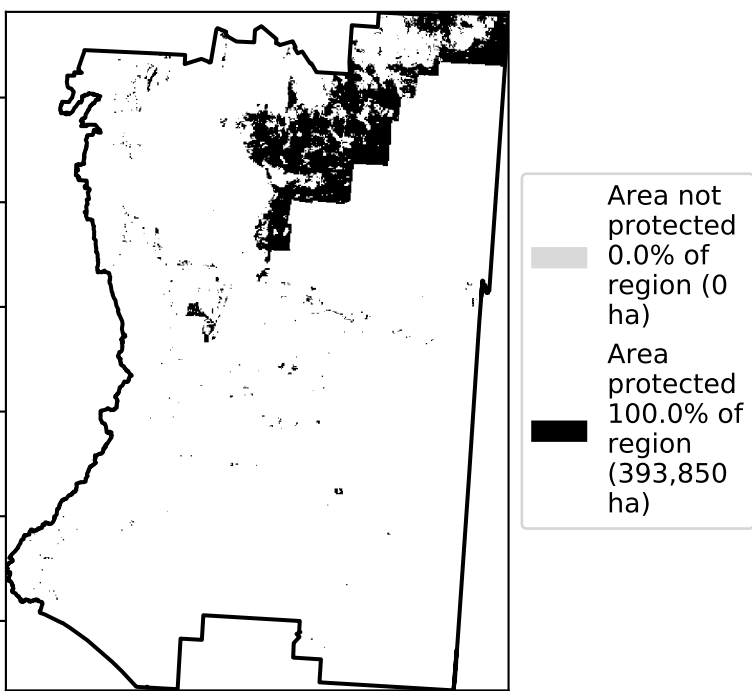 Area not
protected
0.0% of
region (0
ha)
Area
protected
100.0% of
region
(393,850
ha)